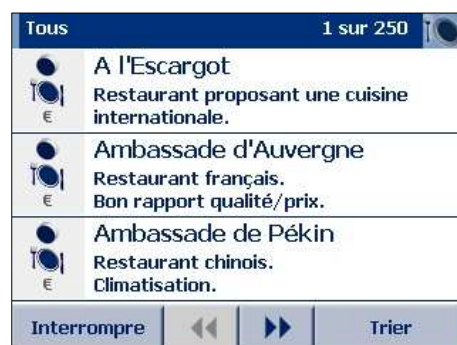 Tous 1 sur 250
A l'Escargot
Restaurant proposant une cuisine
internationale.
€
Ambassade d'Auvergne
Restaurant français.
€ Bon rapport qualité/prix.
Ambassade de Pékin
Restaurant chinois.
€ Climatisation.
Interrompre Trier